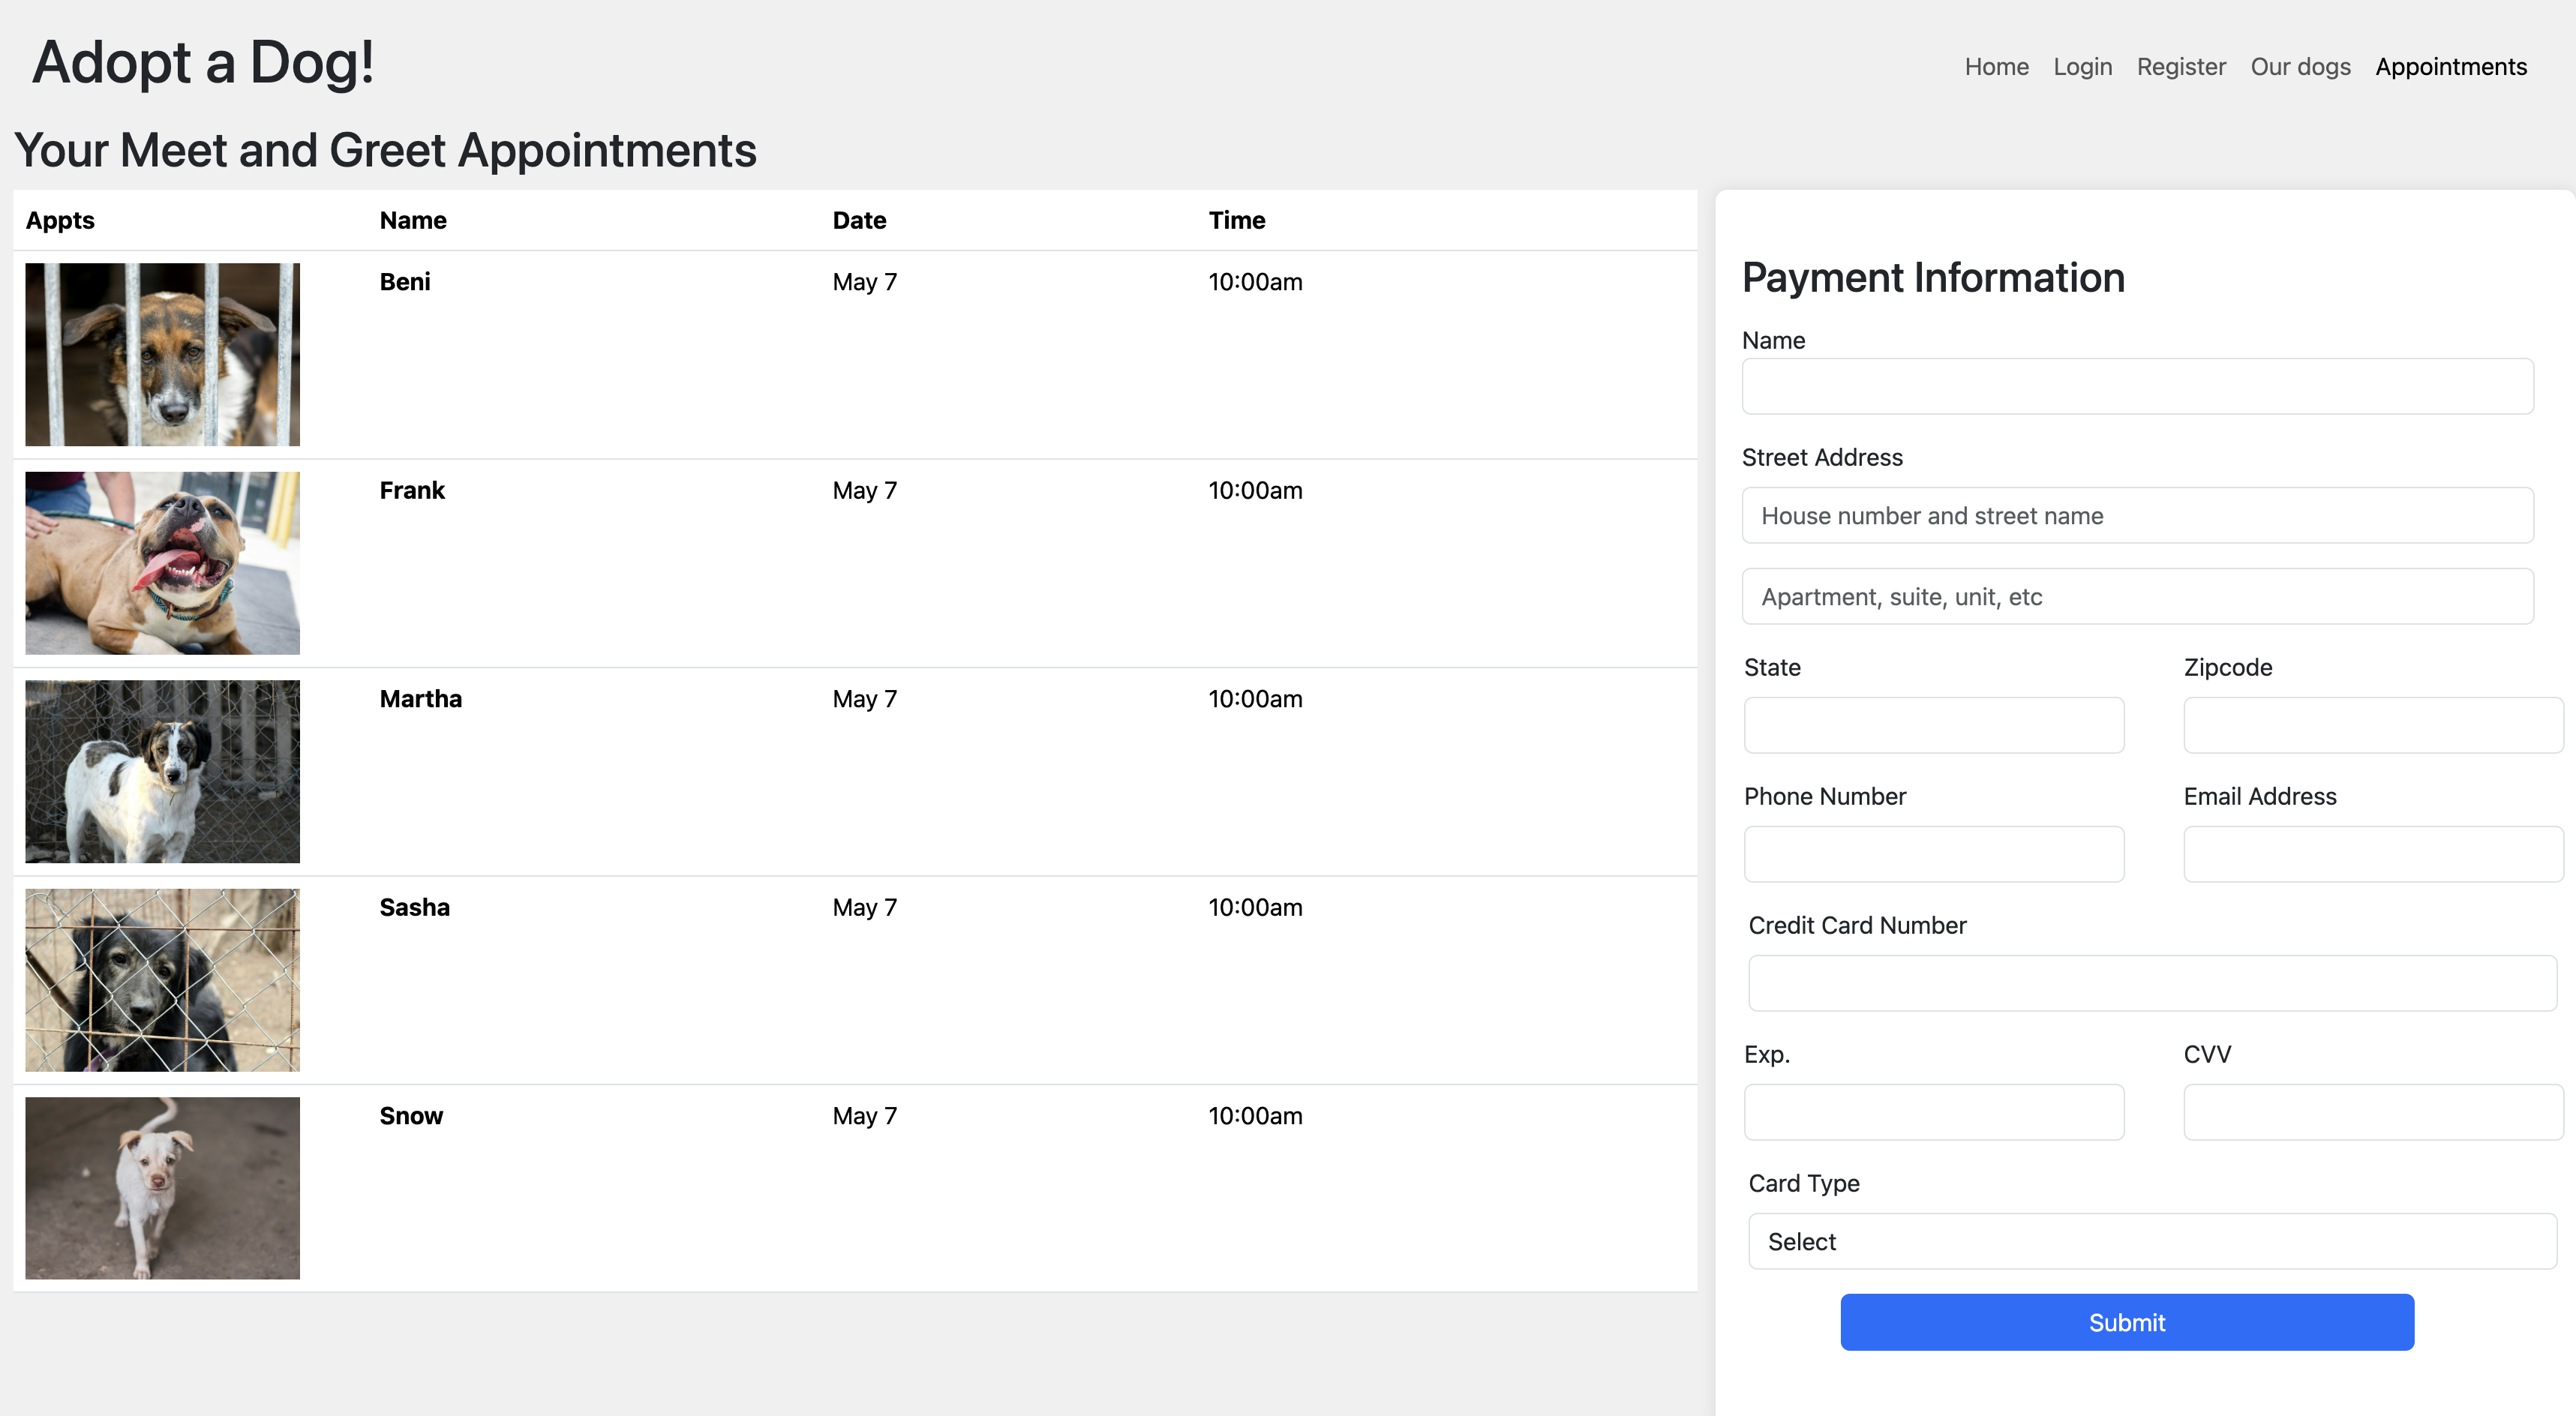 Adopt a Dog!
Home Login Register Our dogs Appointments
Your Meet and Greet Appointments
Appts Name Date Time
Beni May 7 10:00am
Frank May 7 10:00am
Martha May 7 10:00am
Sasha May 7 10:00am
Snow May 7 10:00am
Payment Information
Name
Street Address
House number and street name
Apartment, suite, unit, etc
State Zipcode
Phone Number Email Address
Credit Card Number
Exp. CVV
Card Type
Select
Submit